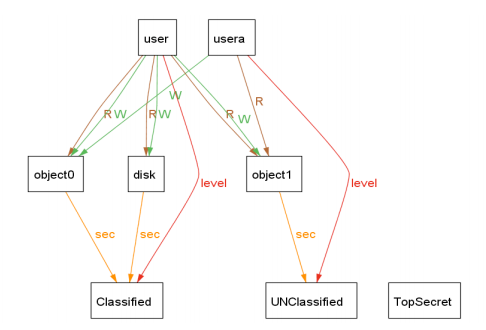 user usera
R W R W W R W R
level level
object0 disk object1
sec sec sec
Classified UNClassified TopSecret